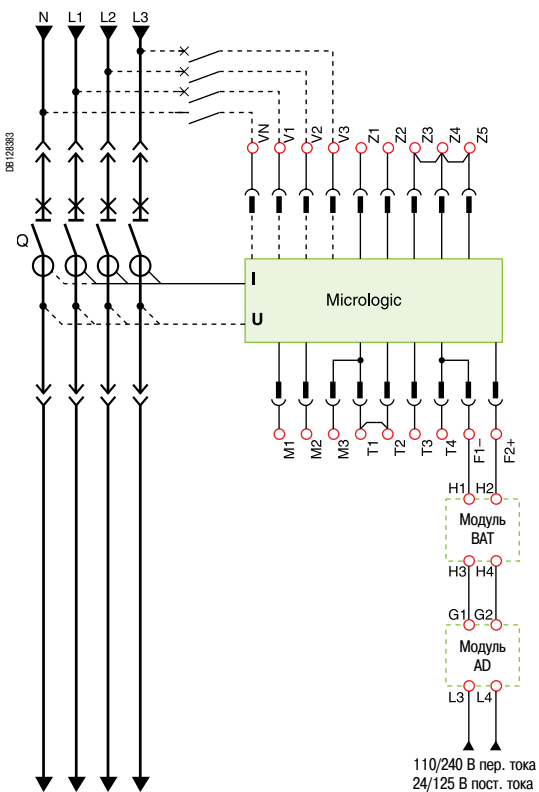 N L1 L2 L3
DB128383
VN V1 V2 V3 Z1 Z2 Z3 Z4 Z5
Q
I
Micrologic
U
M1 M2 M3 T1 T2 T3 T4 F1– F2+
H1 H2
Модуль
BAT
H3 H4
G1 G2
Модуль
AD
L3 L4
110/240 В пер. тока
24/125 В пост. тока